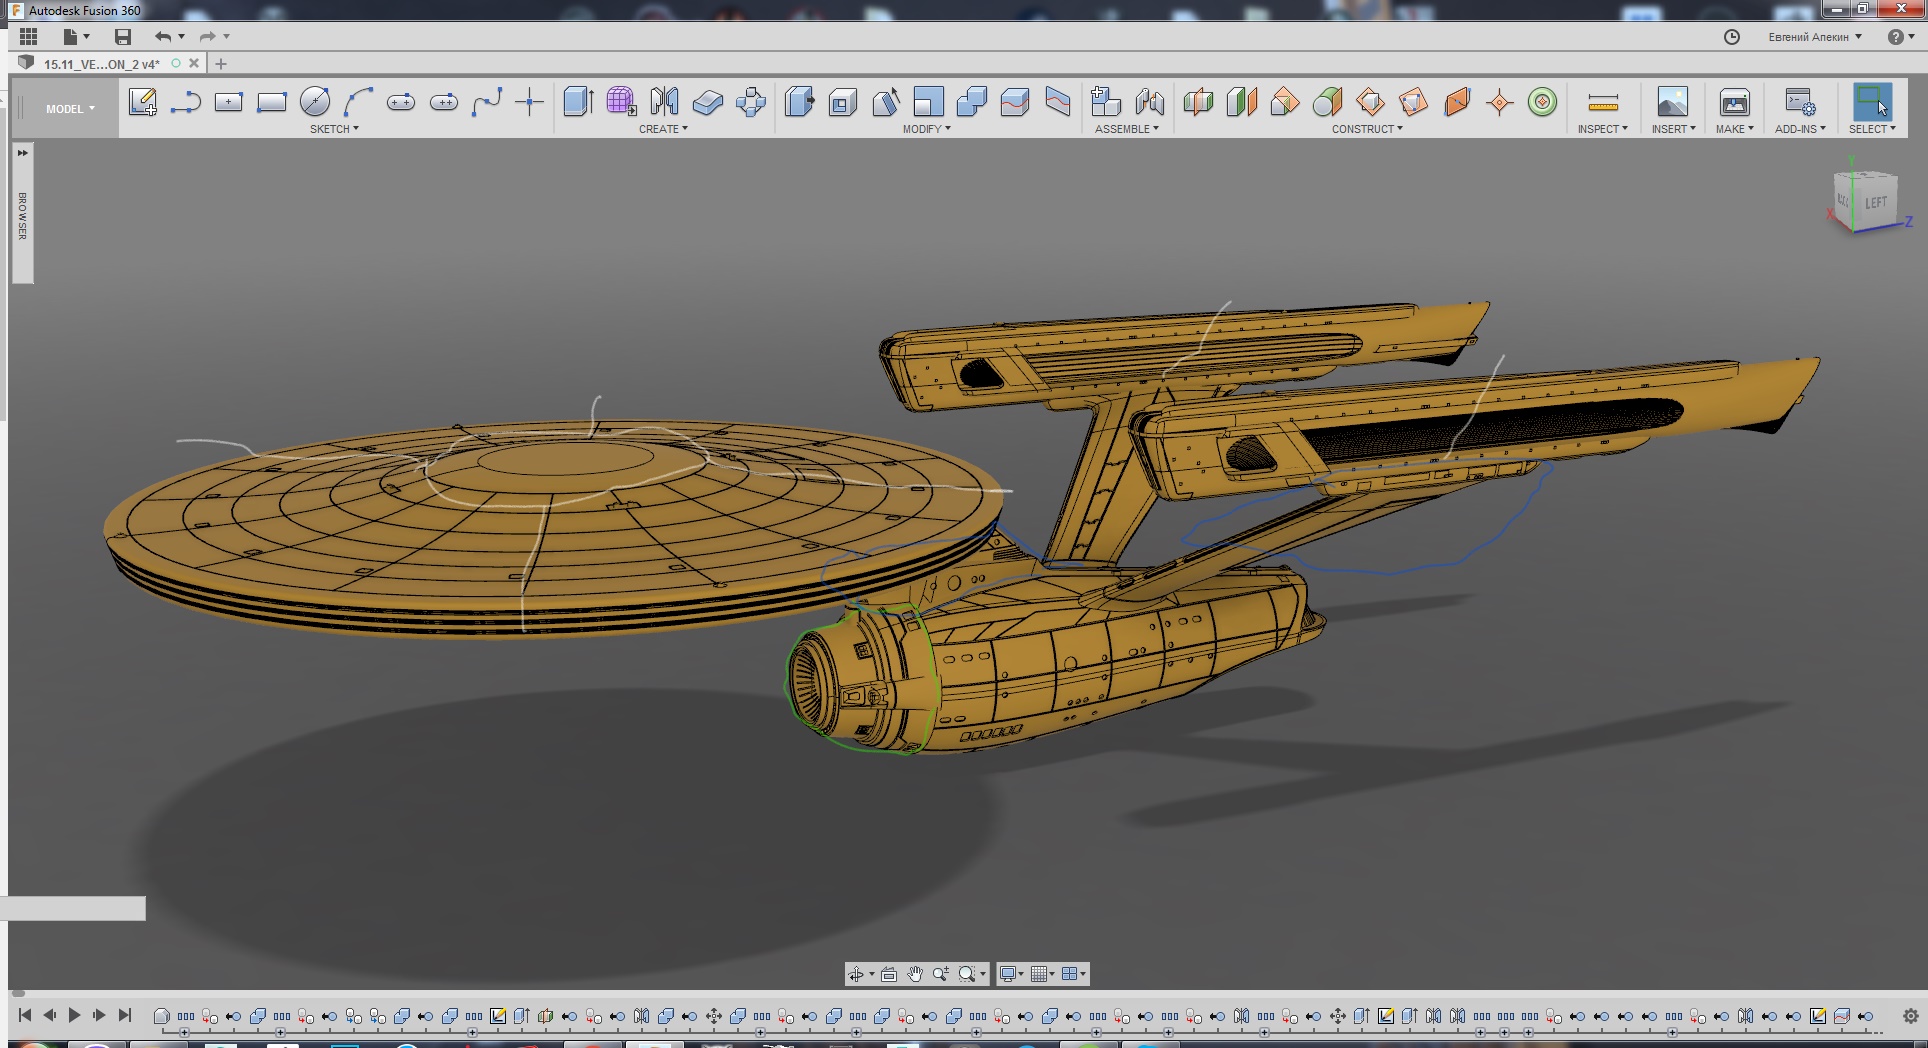 Autodesk Fusion 360
Евгений Апекин
15.11_VE...ON_2 v4*
MODEL
SKETCH
CREATE
MODIFY
ASSEMBLE
CONSTRUCT
INSPECT
INSERT
MAKE
ADD-INS
SELECT
BROWSER
Y
LEFT
X
Z